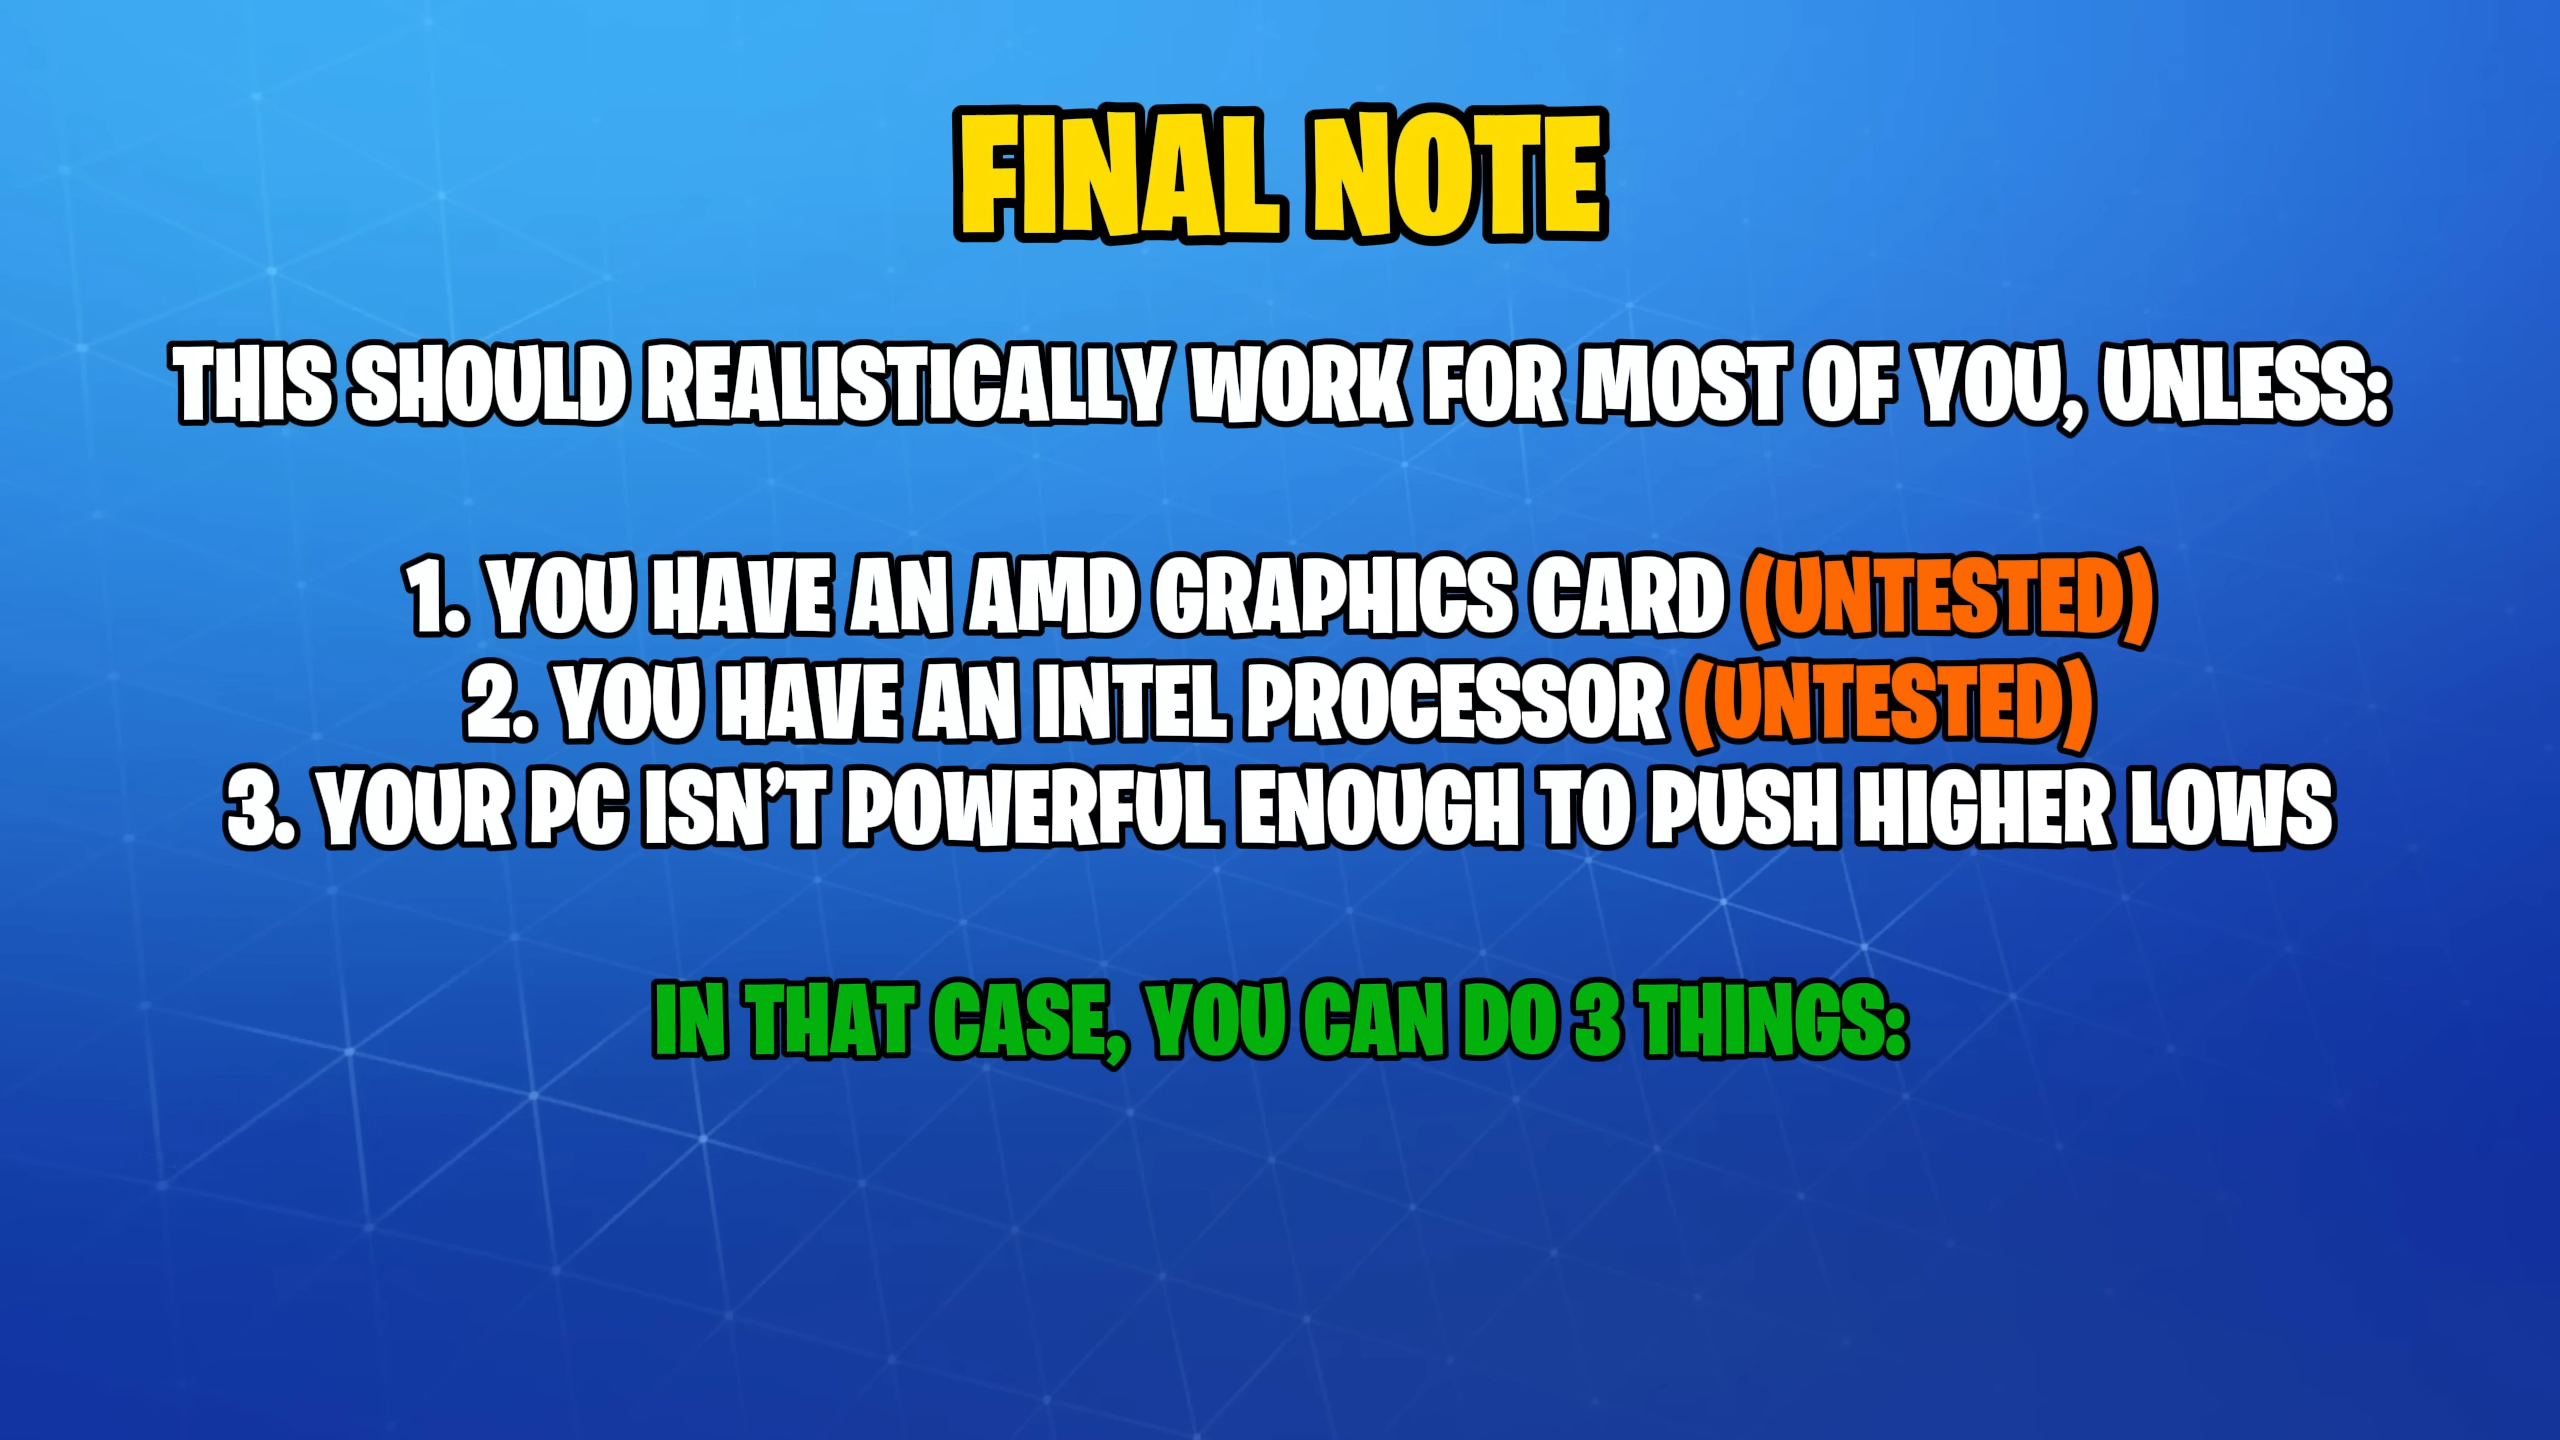 FINAL NOTE
THIS SHOULD REALISTICALLY WORK FOR MOST OF YOU, UNLESS:
1. YOU HAVE AN AMD GRAPHICS CARD (UNTESTED)
2. YOU HAVE AN INTEL PROCESSOR (UNTESTED)
3. YOUR PC ISN’T POWERFUL ENOUGH TO PUSH HIGHER LOWS
IN THAT CASE, YOU CAN DO 3 THINGS: